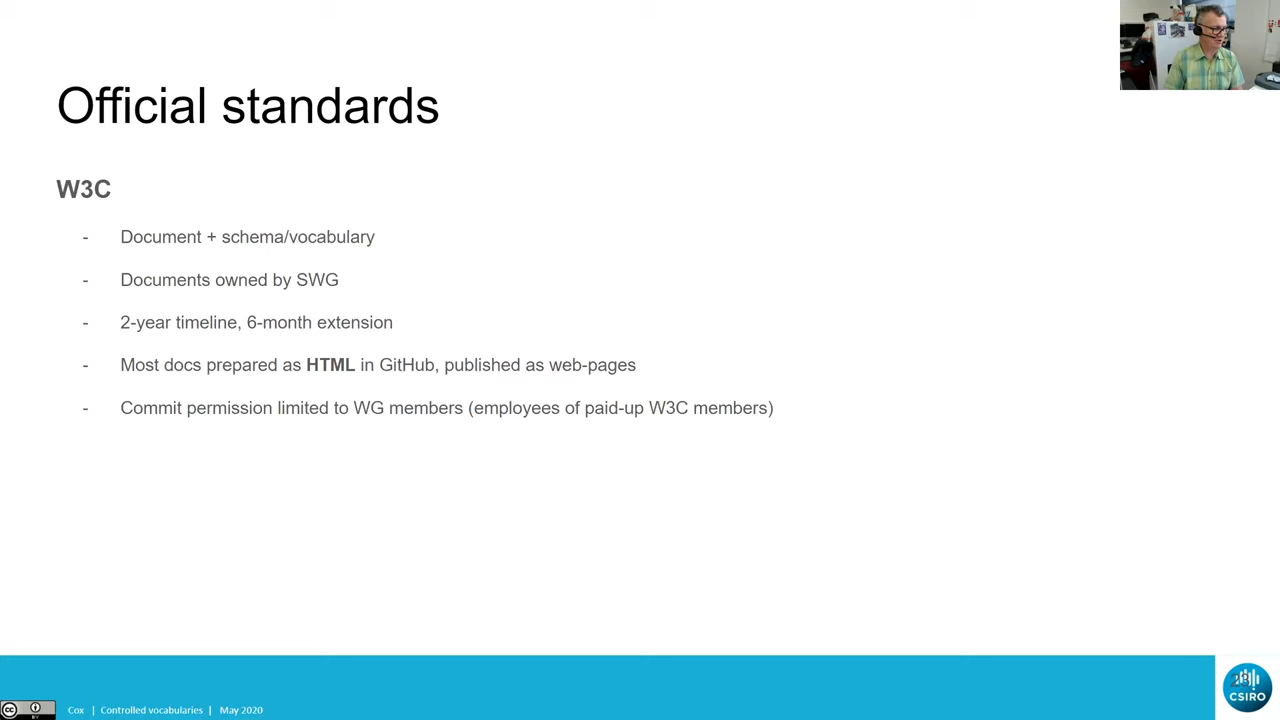 Official standards
W3C
- Document + schema/vocabulary
- Documents owned by SWG
- 2-year timeline, 6-month extension
- Most docs prepared as HTML in GitHub, published as web-pages
- Commit permission limited to WG members (employees of paid-up W3C members)
cc
BY
Cox | Controlled vocabularies | May 2020
CSIRO